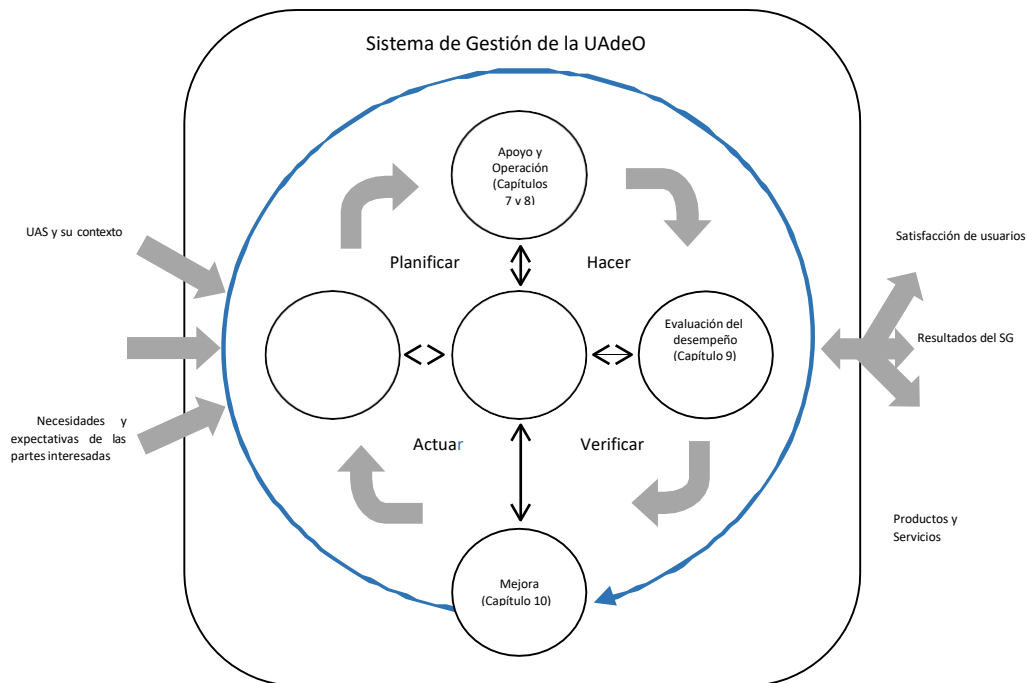 Sistema de Gestión de la UAdeO
Apoyo y
Operación
(Capítulos
7 y 8)
UAS y su contexto
Planificar
Hacer
Satisfacción de usuarios
Evaluación del
desempeño
(Capítulo 9)
Resultados del SG
Necesidades y
expectativas de las
partes interesadas
Actuar
Verificar
Productos y
Servicios
Mejora
(Capítulo 10)